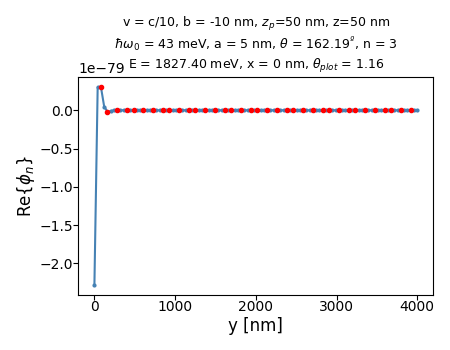 v = c/10, b = -10 nm, z_p=50 nm, z=50 nm
ħω₀ = 43 meV, a = 5 nm, θ = 162.19°, n = 3
E = 1827.40 meV, x = 0 nm, θ_plot = 1.16
1e−79
0.0
−0.5
−1.0
−1.5
−2.0
Re{ϕ_n}
0 1000 2000 3000 4000
y [nm]